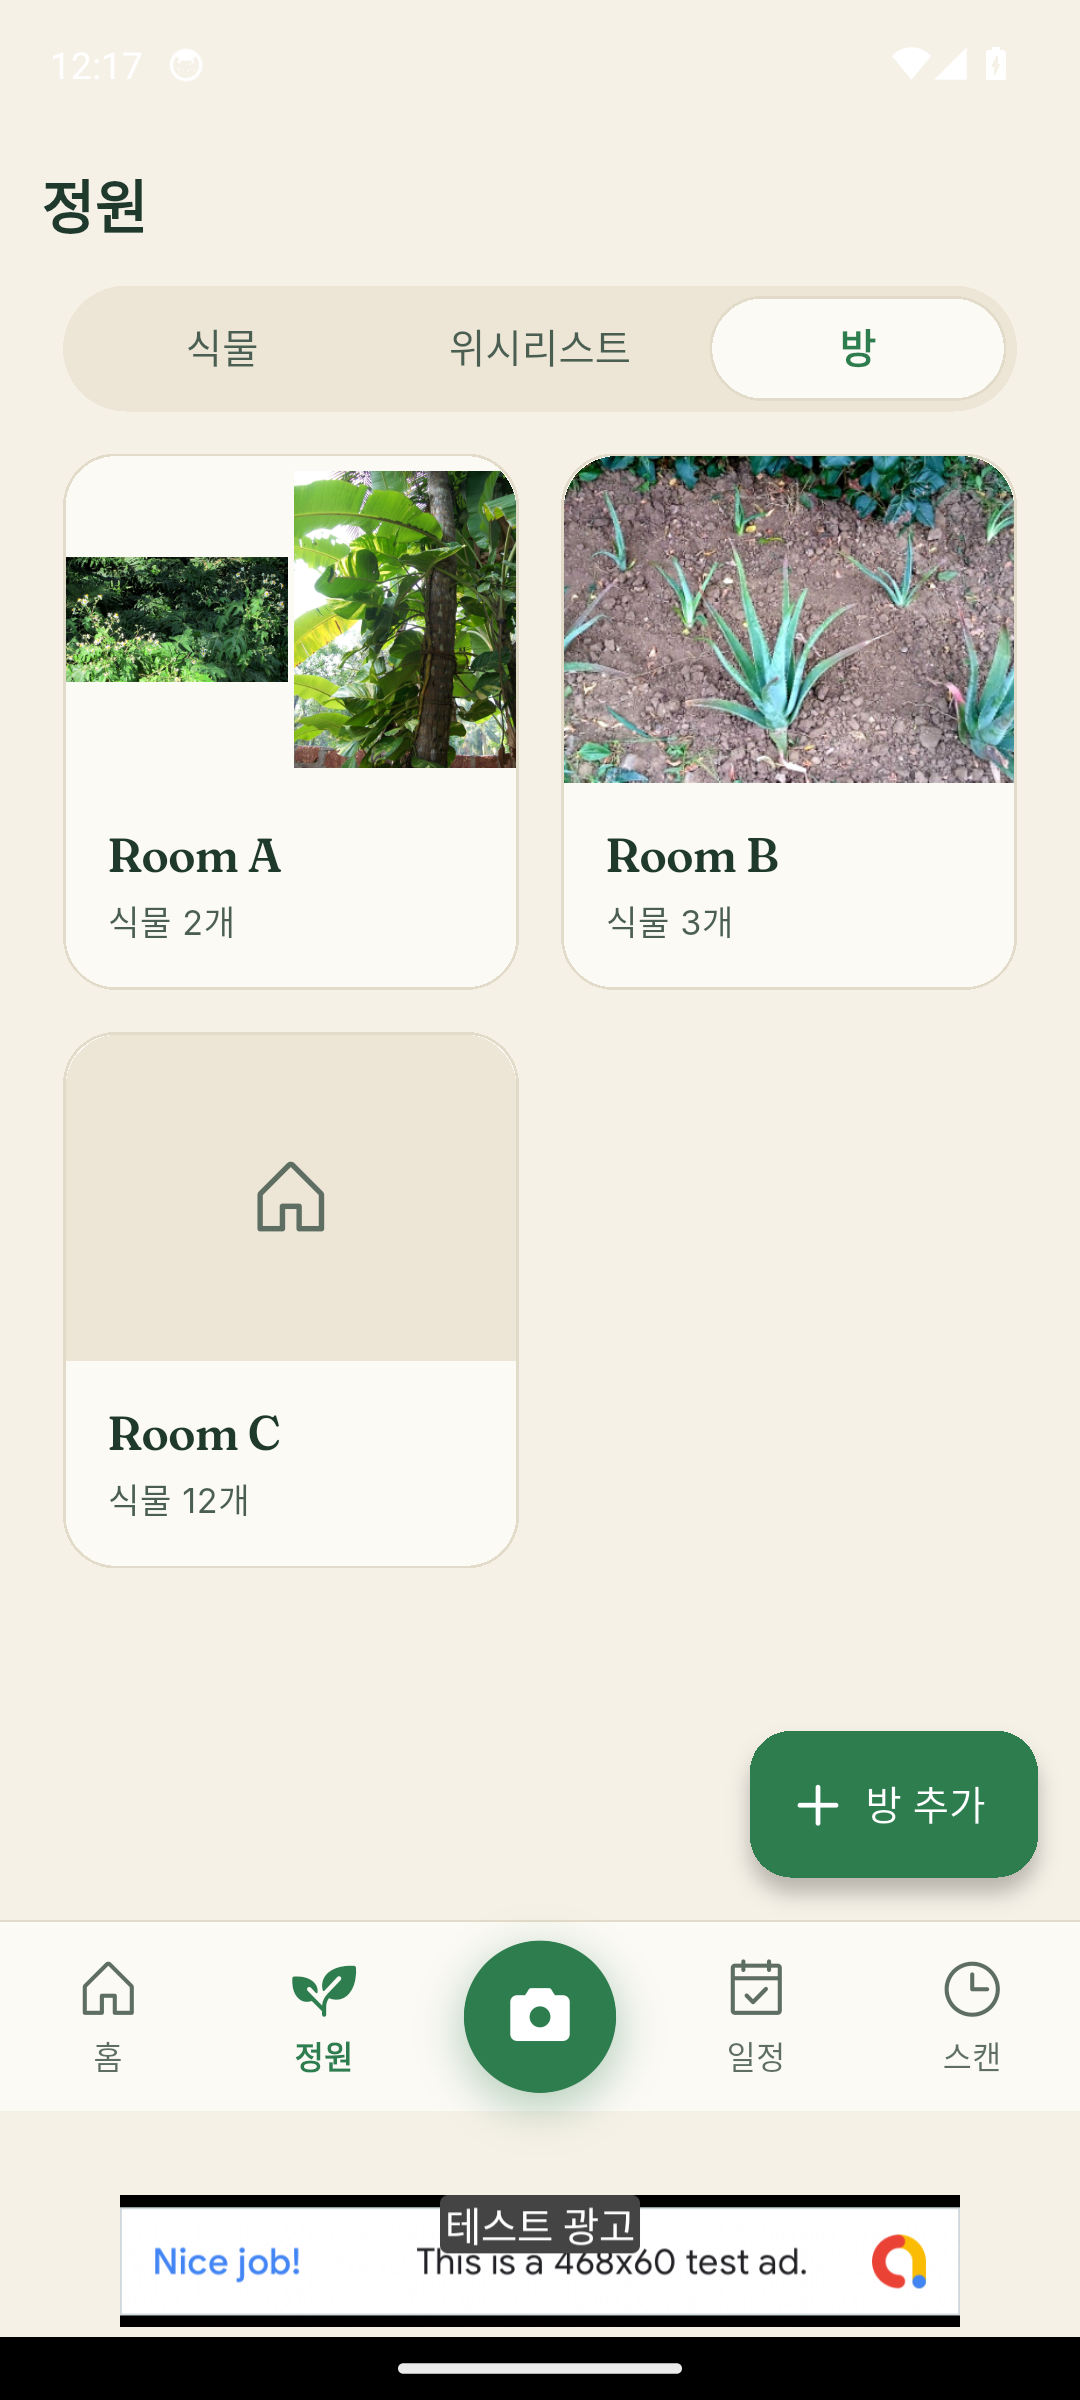 12:17
정원
식물
위시리스트
방
Room A
식물 2개
Room B
식물 3개
Room C
식물 12개
방 추가
홈
정원
일정
스캔
테스트 광고
Nice job!
This is a 468x60 test ad.